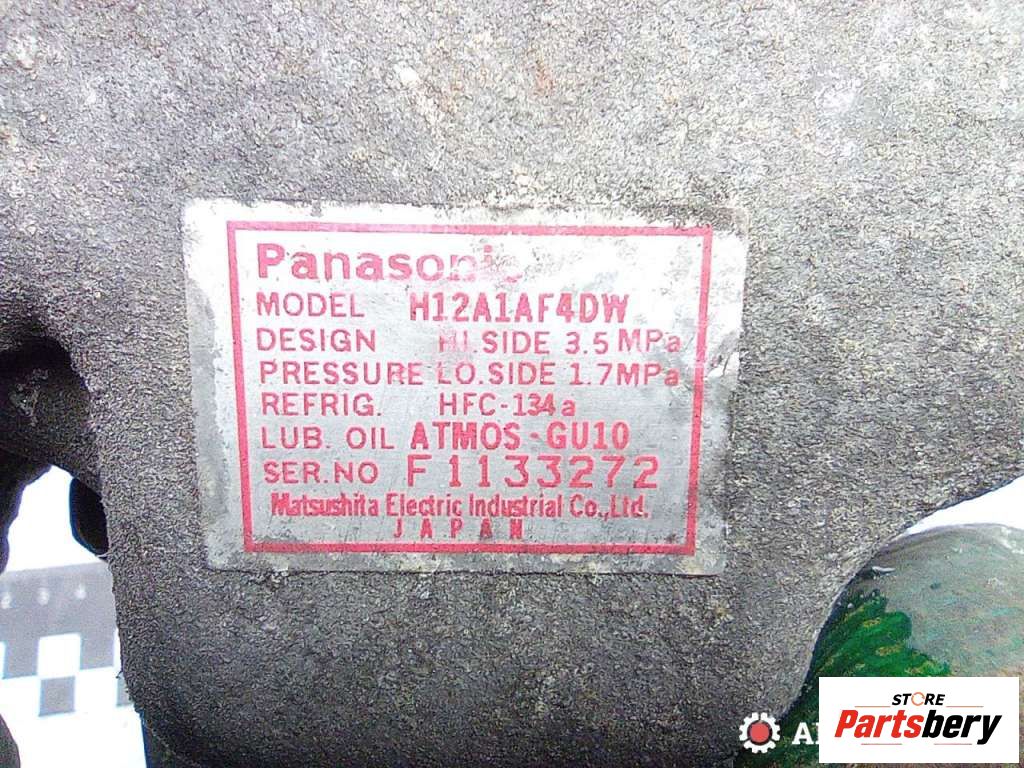 Panasonic
MODEL H12A1AF4DW
DESIGN HI.SIDE 3.5 MPa
PRESSURE LO.SIDE 1.7MPa
REFRIG. HFC-134a
LUB. OIL ATMOS-GU10
SER.NO F1133272
Matsushita Electric Industrial Co.,Ltd.
JAPAN
STORE
Partsbery